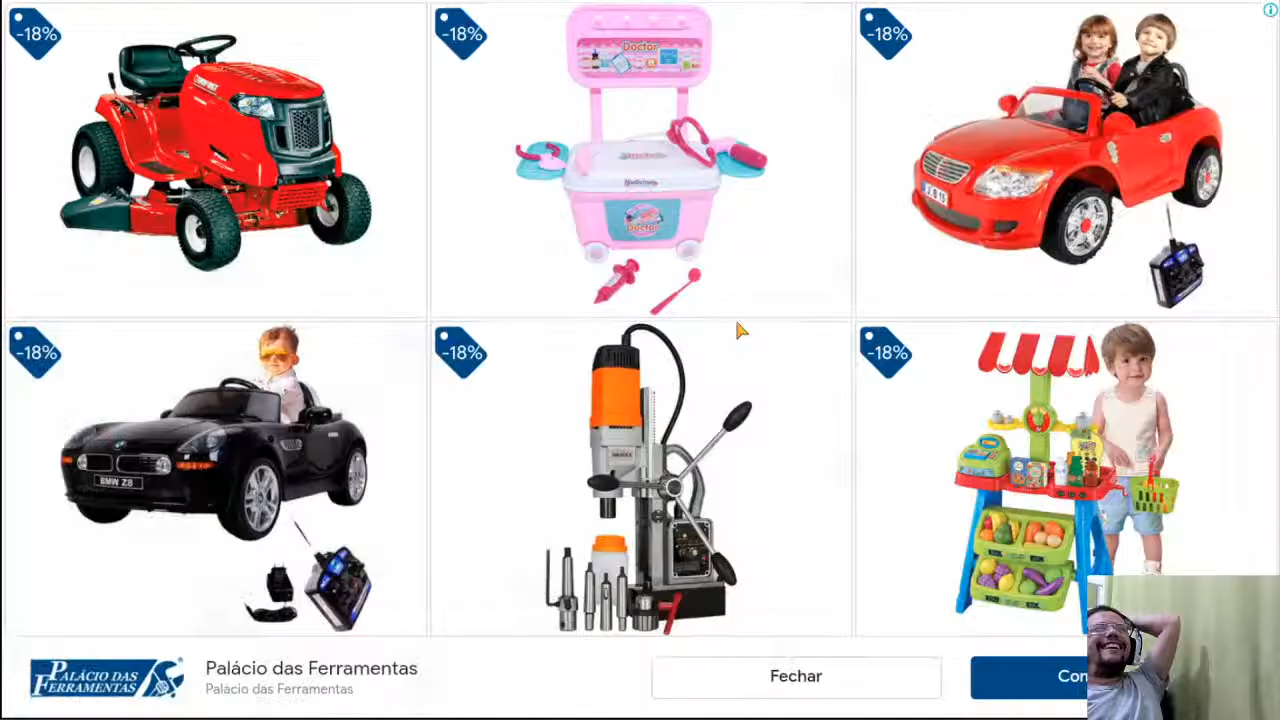 -18%
-18%
-18%
Doctor
Doctor
-18%
-18%
-18%
BMW Z8
PALÁCIO DAS
FERRAMENTAS
Palácio das Ferramentas
Palácio das Ferramentas
Fechar
Con